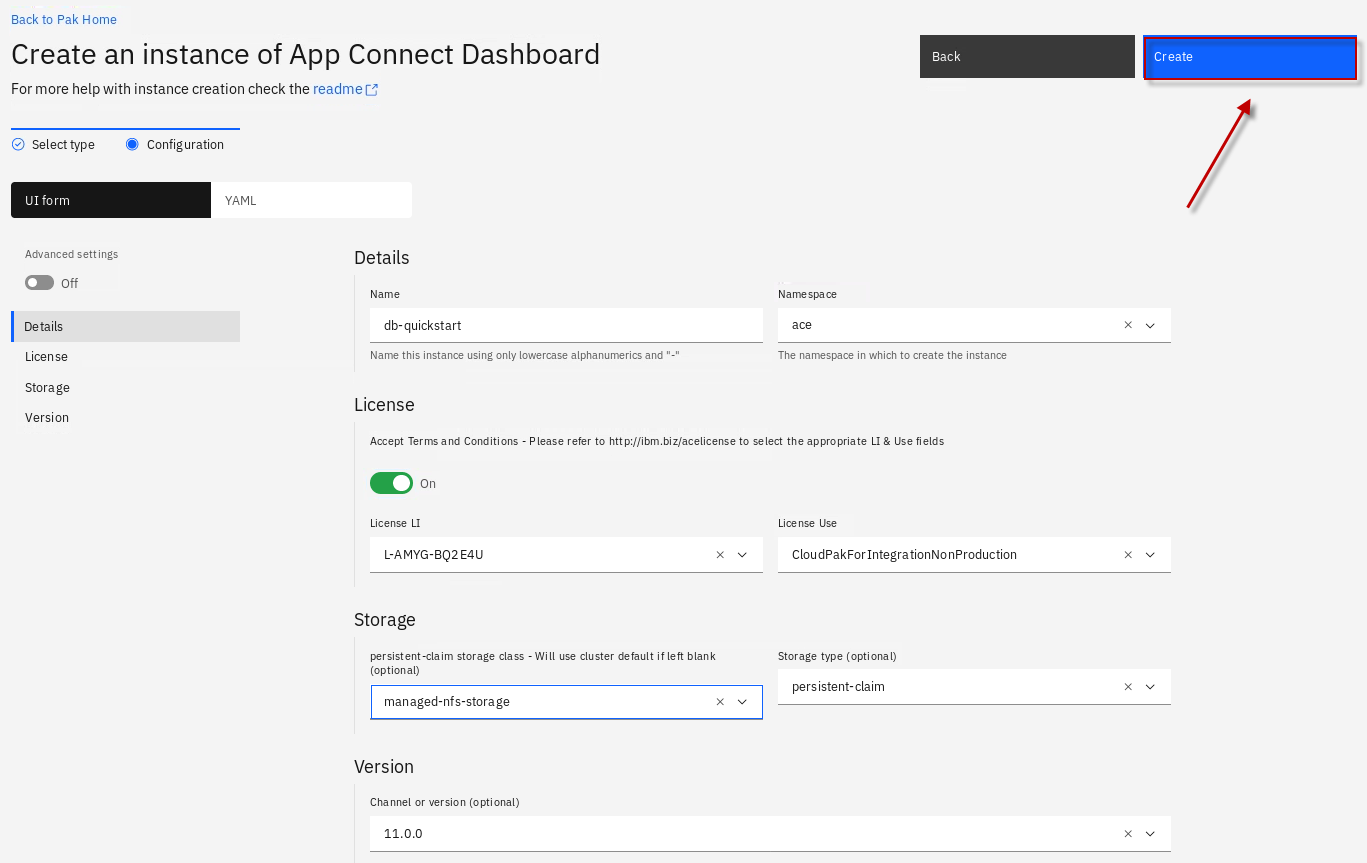 Back to Pak Home
Create an instance of App Connect Dashboard
Back
Create
For more help with instance creation check the readme
Select type
Configuration
UI form
YAML
Advanced settings
Off
Details
License
Storage
Version
Details
Name
Namespace
db-quickstart
ace
Name this instance using only lowercase alphanumerics and "-"
The namespace in which to create the instance
License
Accept Terms and Conditions - Please refer to http://ibm.biz/acelicense to select the appropriate LI & Use fields
On
License LI
License Use
L-AMYG-BQ2E4U
CloudPakForIntegrationNonProduction
Storage
persistent-claim storage class - Will use cluster default if left blank
(optional)
Storage type (optional)
managed-nfs-storage
persistent-claim
Version
Channel or version (optional)
11.0.0